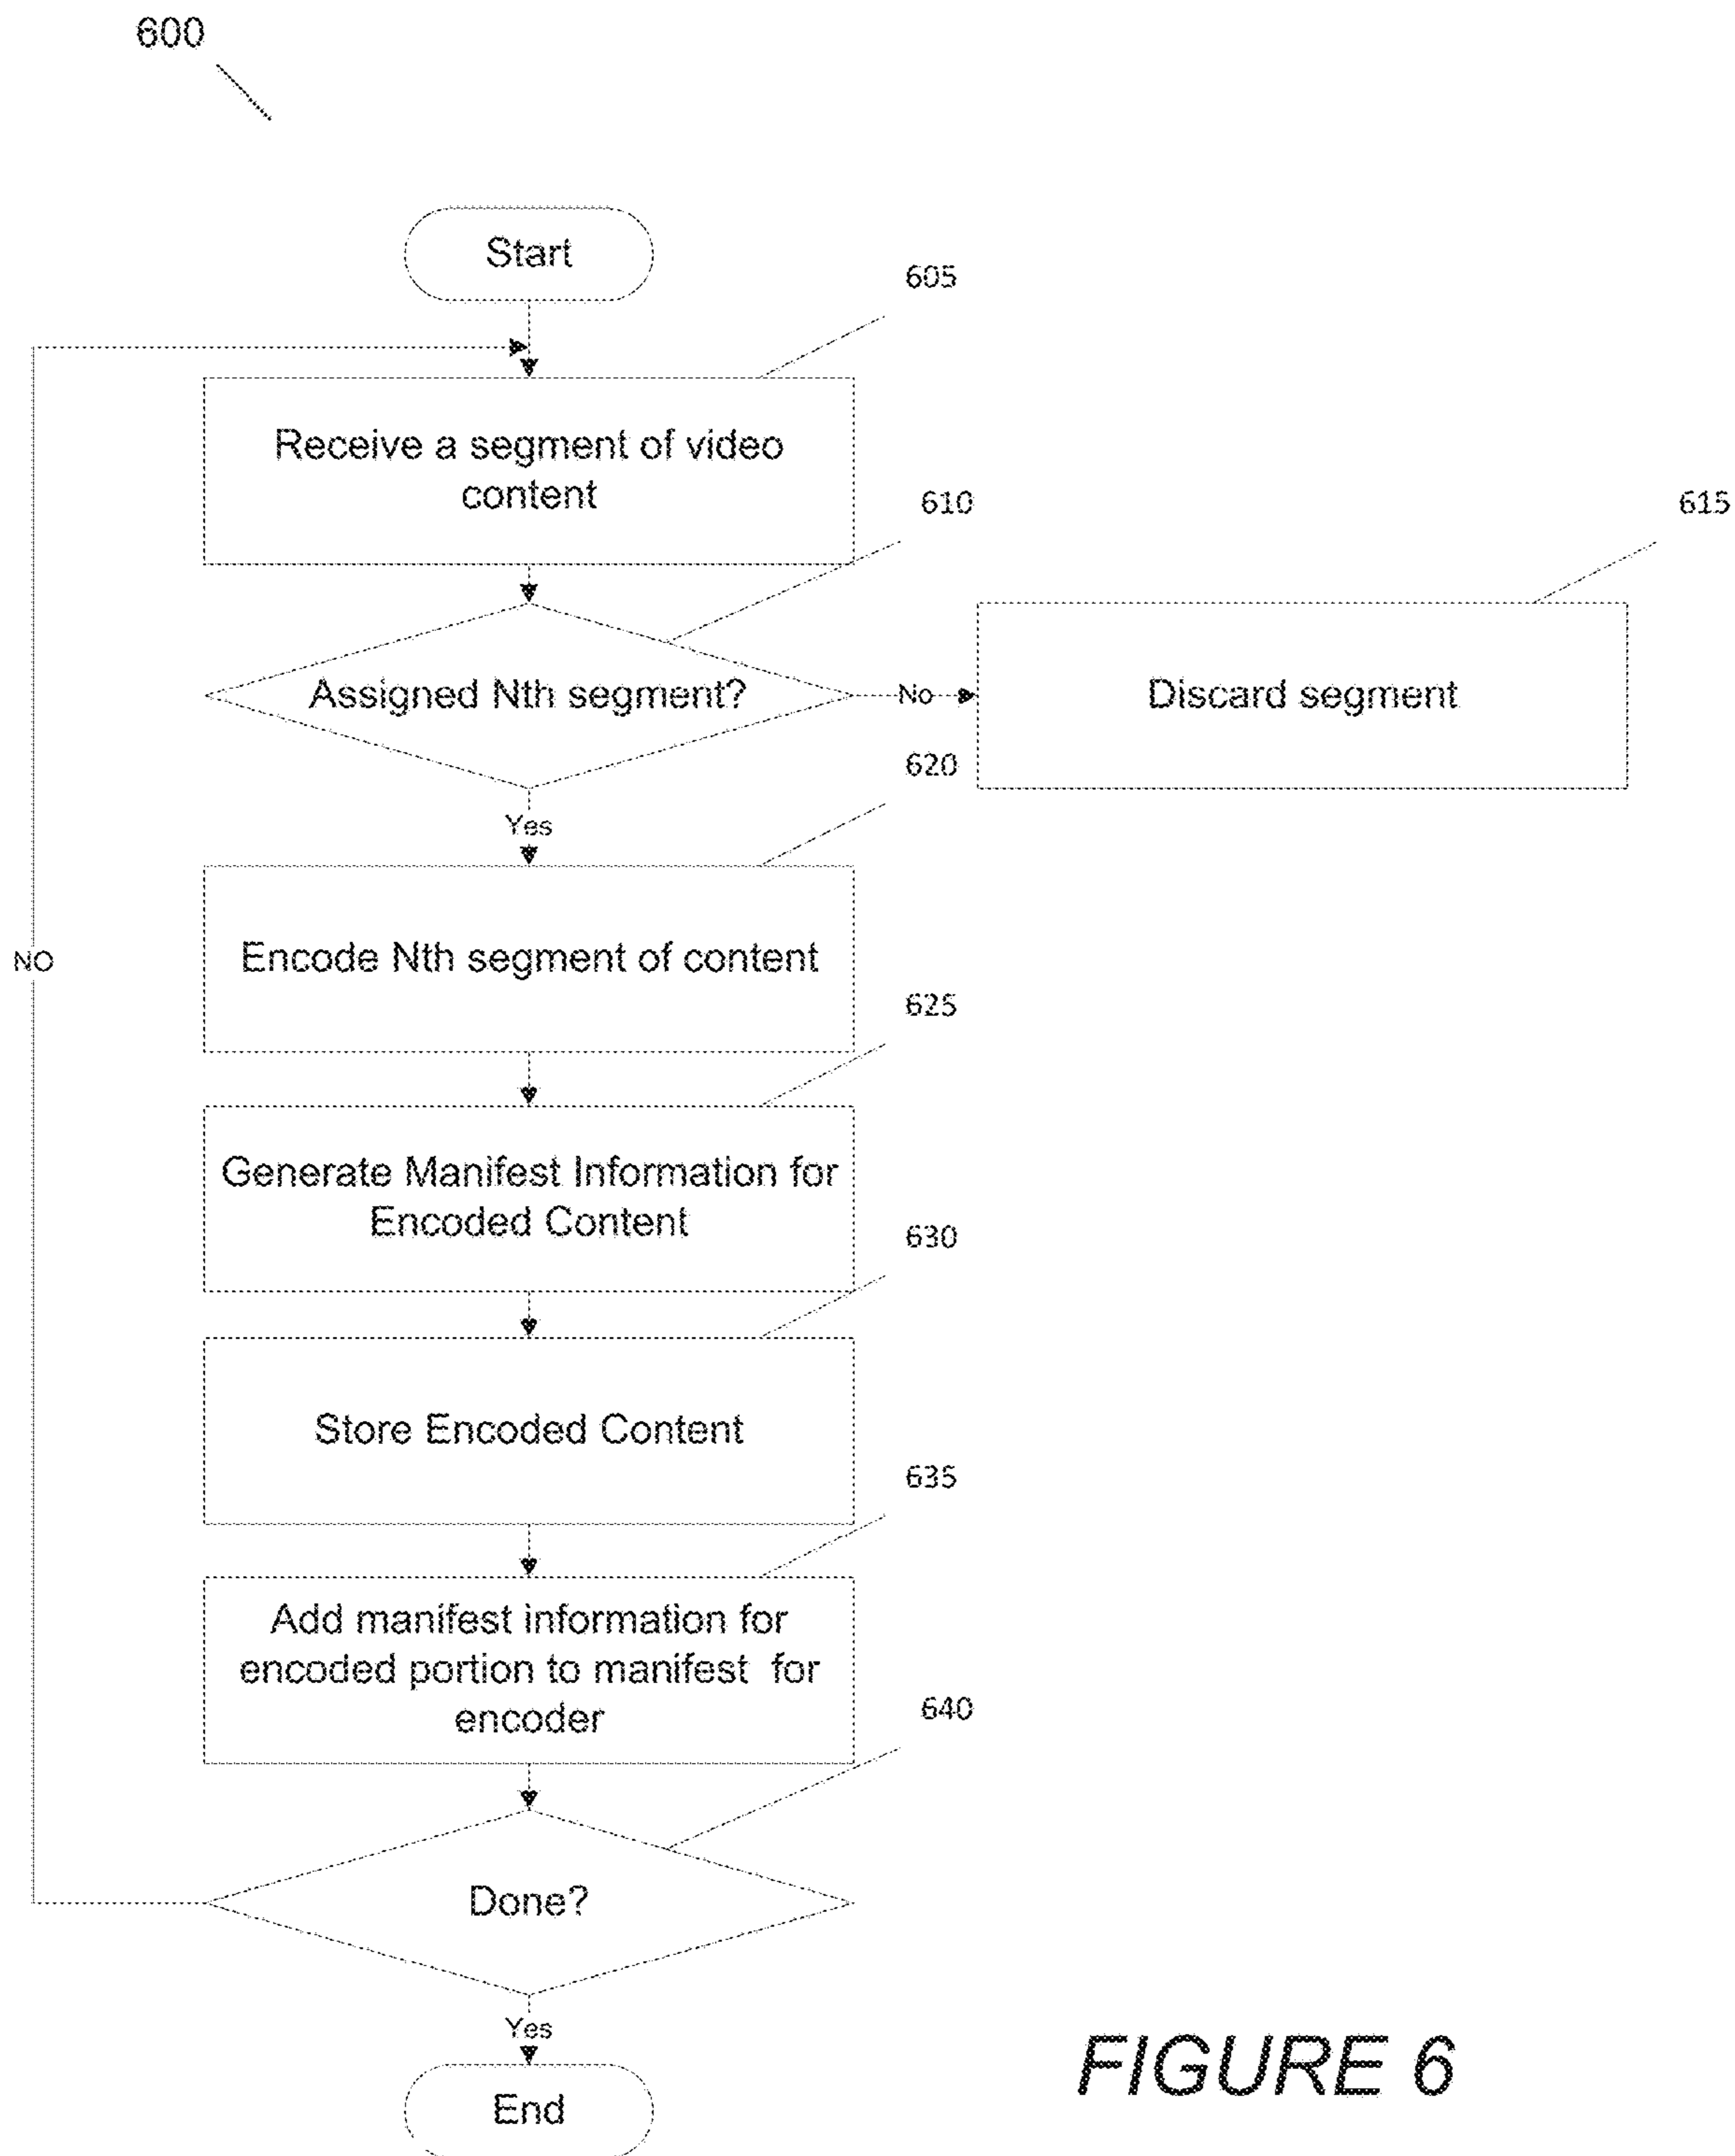 600
Start
605
Receive a segment of video
content
610
615
Assigned Nth segment?
No
Discard segment
620
Yes
Encode Nth segment of content
NO
625
Generate Manifest Information for
Encoded Content
630
Store Encoded Content
635
Add manifest information for
encoded portion to manifest for
encoder
640
Done?
Yes
End
FIGURE 6